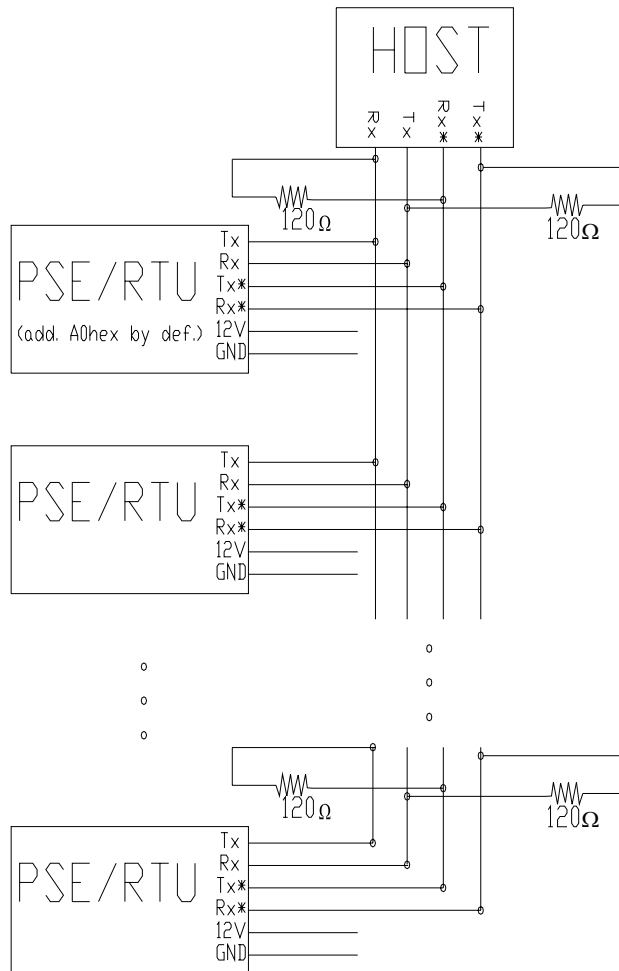 HOST
Rx Tx Rx* Tx*
120Ω
120Ω
PSE/RTU
(add. A0hex by def.)
Tx
Rx
Tx*
Rx*
12V
GND
PSE/RTU
Tx
Rx
Tx*
Rx*
12V
GND
120Ω
120Ω
PSE/RTU
Tx
Rx
Tx*
Rx*
12V
GND